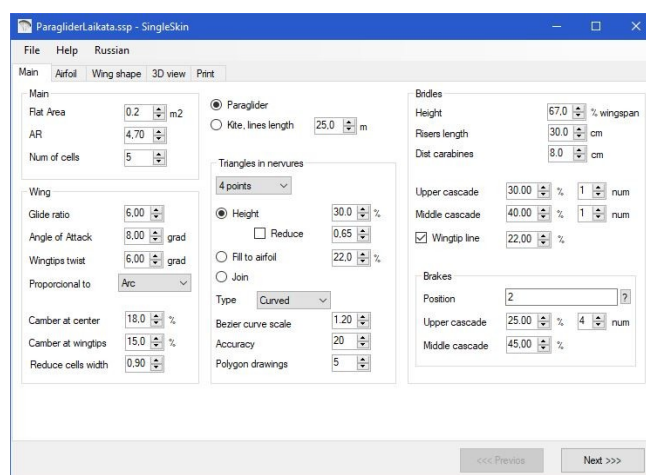 ParagliderLaikata.ssp - SingleSkin
File Help Russian
Main Airfoil Wing shape 3D view Print
Main
Flat Area 0.2 m2
AR 4,70
Num of cells 5
Wing
Glide ratio 6,00
Angle of Attack 8,00 grad
Wingtips twist 6,00 grad
Proportional to Arc
Camber at center 18,0 %
Camber at wingtips 15,0 %
Reduce cells width 0,90
Paraglider
Kite, lines length 25,0 m
Triangles in nervures
4 points
Height 30.0 %
Reduce 0,65
Fill to airfoil 22,0 %
Join
Type Curved
Bezier curve scale 1.20
Accuracy 20
Polygon drawings 5
Bridles
Height 67,0 % wingspan
Risers length 30.0 cm
Dist carabines 8.0 cm
Upper cascade 30.00 % 1 num
Middle cascade 40.00 % 1 num
Wingtip line 22,00 %
Brakes
Position 2 ?
Upper cascade 25.00 % 4 num
Middle cascade 45,00 %
<<< Previos Next >>>